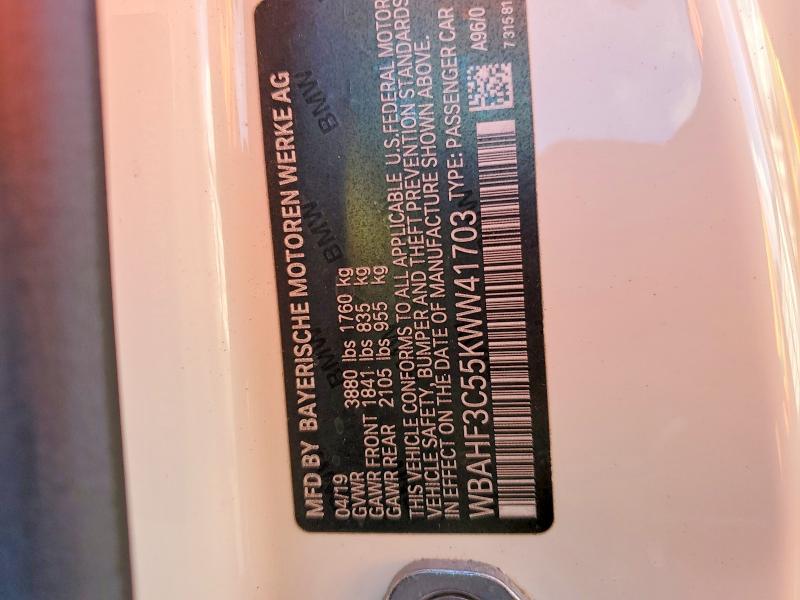 MFD BY BAYERISCHE MOTOREN WERKE AG
04/19
GVWR 3880 lbs 1760 kg
GAWR FRONT 1841 lbs 835 kg
GAWR REAR 2105 lbs 955 kg
THIS VEHICLE CONFORMS TO ALL APPLICABLE U.S. FEDERAL MOTOR
VEHICLE SAFETY, BUMPER AND THEFT PREVENTION STANDARDS
IN EFFECT ON THE DATE OF MANUFACTURE SHOWN ABOVE.
WBAHF3C55KWW41703 TYPE: PASSENGER CAR
A96/0
731581
BMW
BMW
BMW